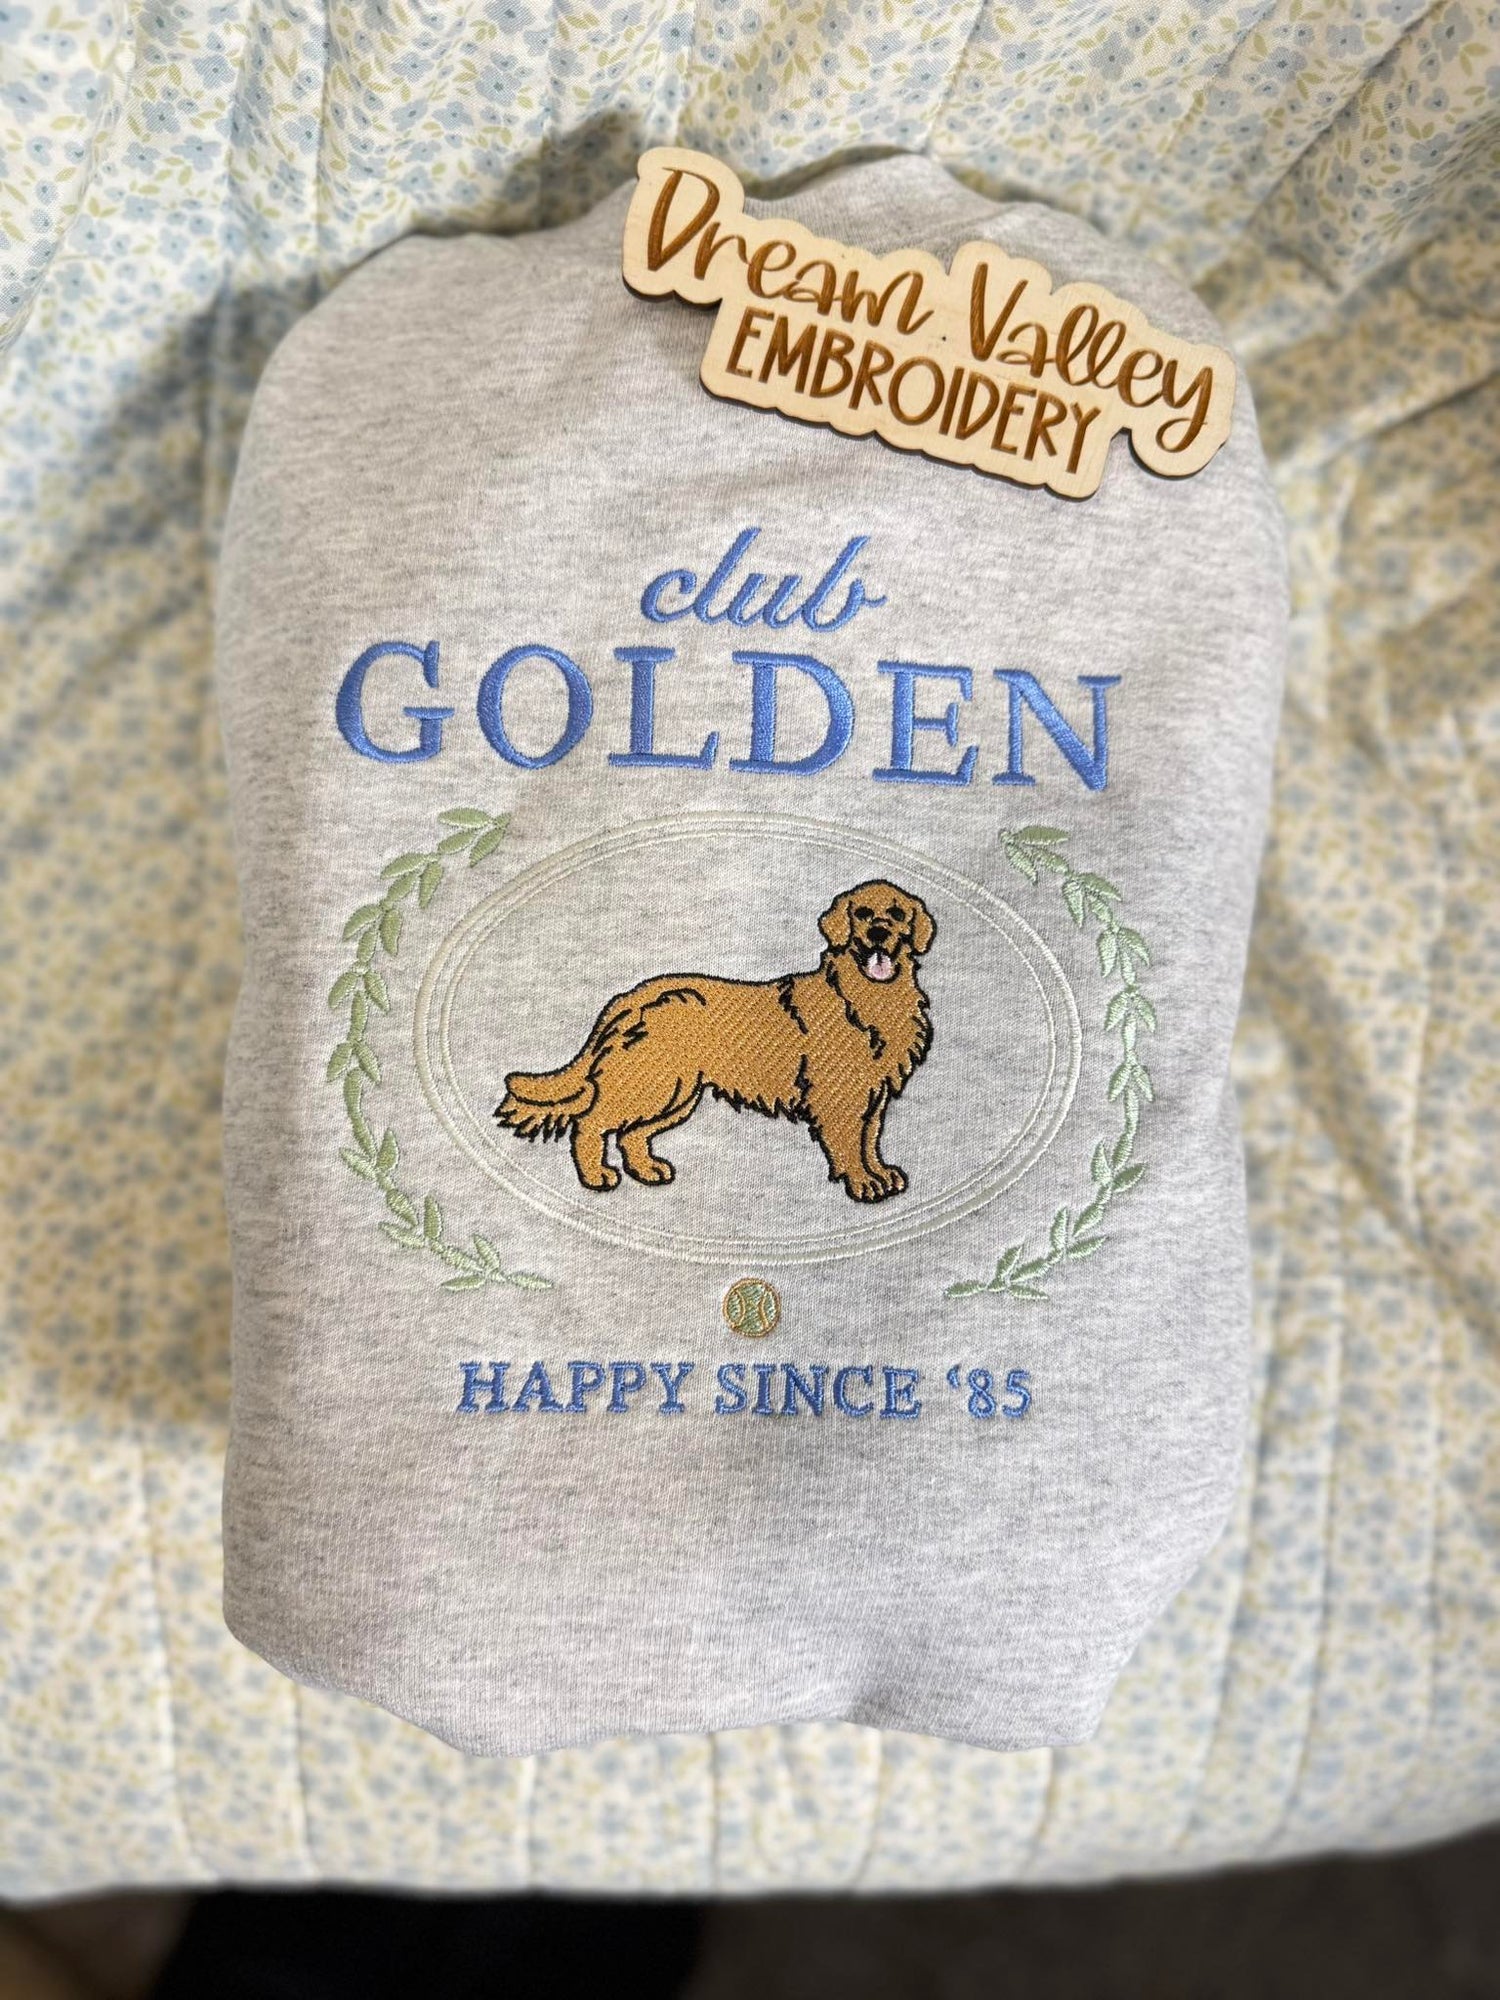 Dream Valley
EMBROIDERY
club
GOLDEN
HAPPY SINCE ‘85